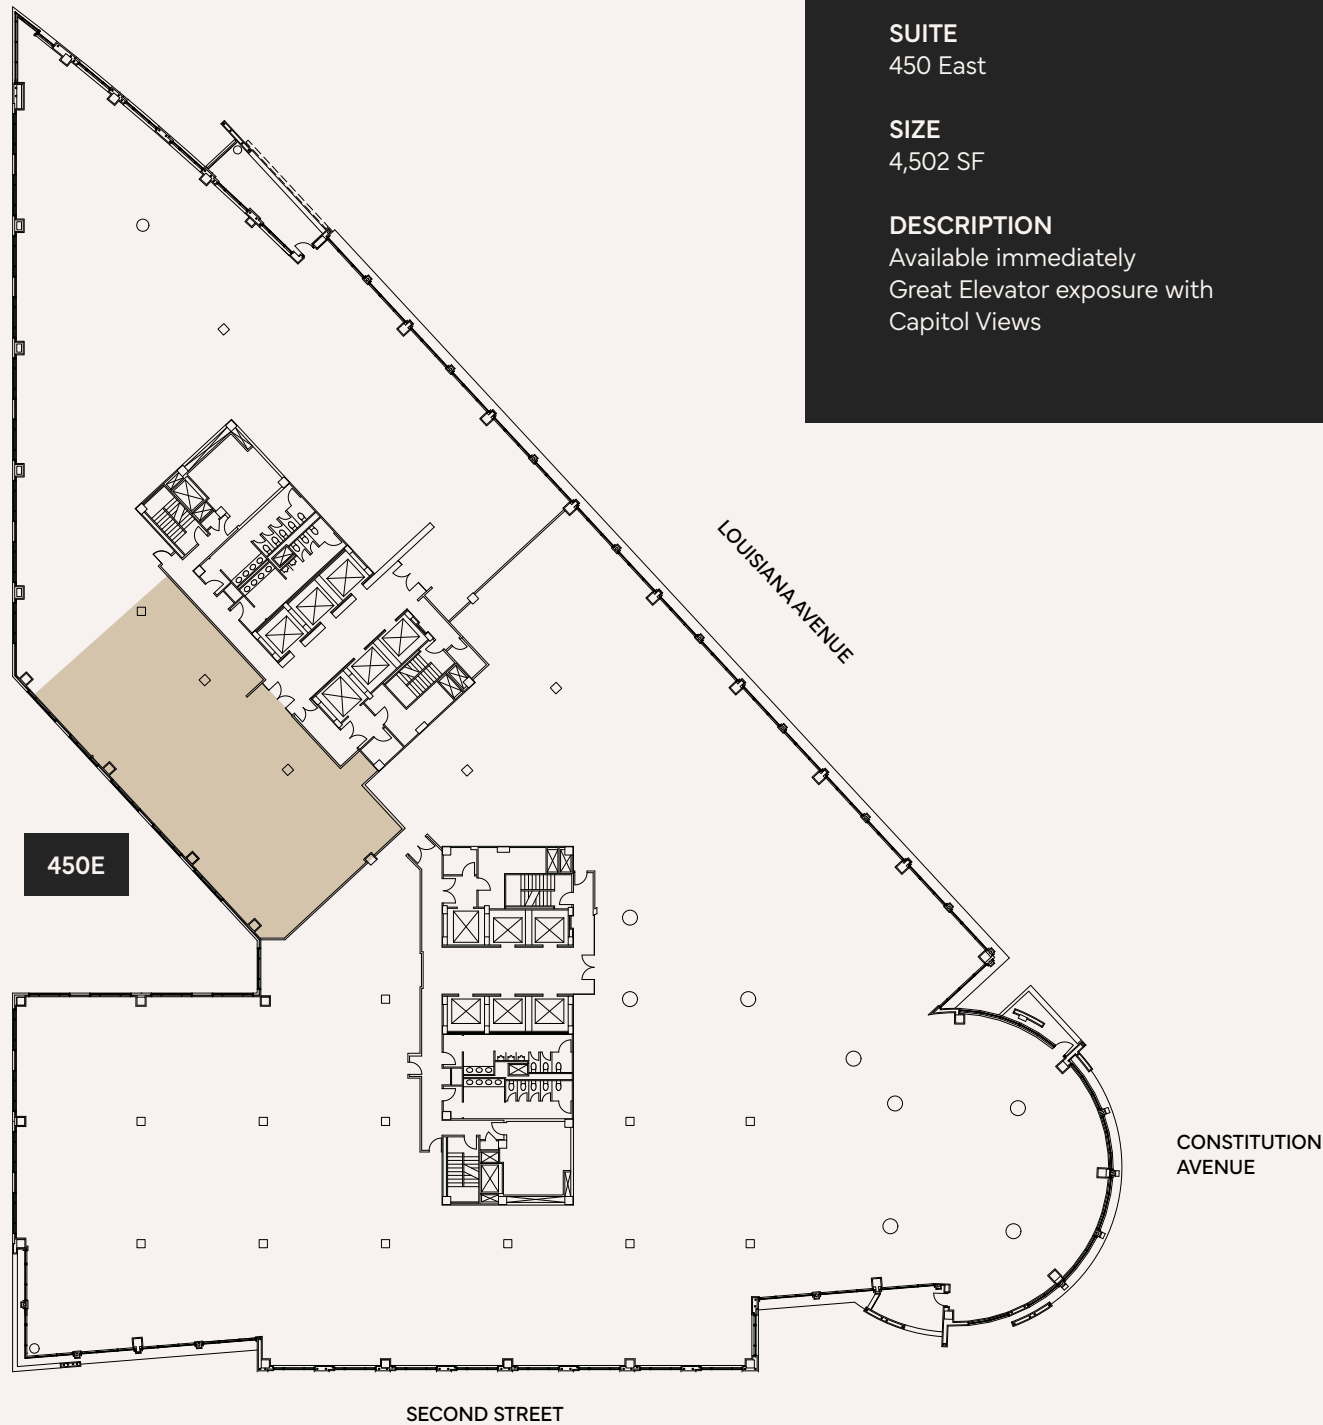 SUITE
450 East
SIZE
4,502 SF
DESCRIPTION
Available immediately
Great Elevator exposure with
Capitol Views
LOUISIANA AVENUE
450E
CONSTITUTION
AVENUE
SECOND STREET